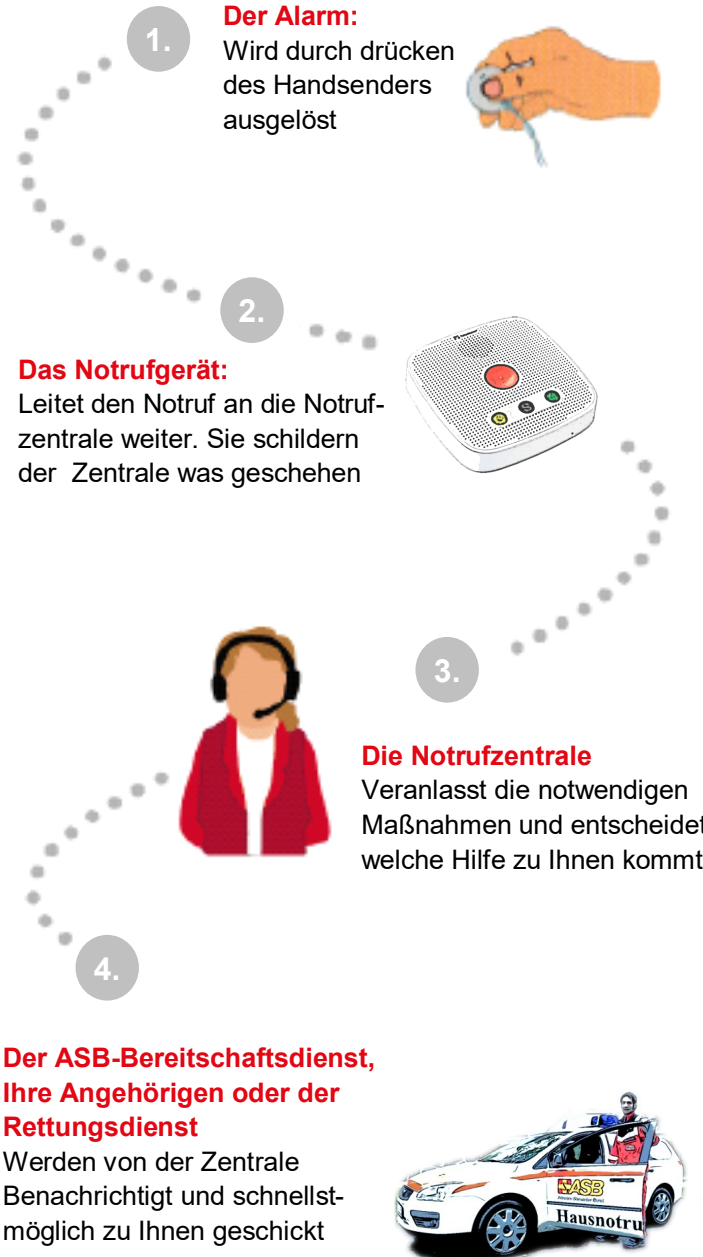 1.
Der Alarm:
Wird durch drücken
des Handsenders
ausgelöst
2.
Das Notrufgerät:
Leitet den Notruf an die Notruf-
zentrale weiter. Sie schildern
der Zentrale was geschehen
S
3.
Die Notrufzentrale
Veranlasst die notwendigen
Maßnahmen und entscheidet
welche Hilfe zu Ihnen kommt
4.
Der ASB-Bereitschaftsdienst,
Ihre Angehörigen oder der
Rettungsdienst
Werden von der Zentrale
Benachrichtigt und schnellst-
möglich zu Ihnen geschickt
ASB
Hausnotru